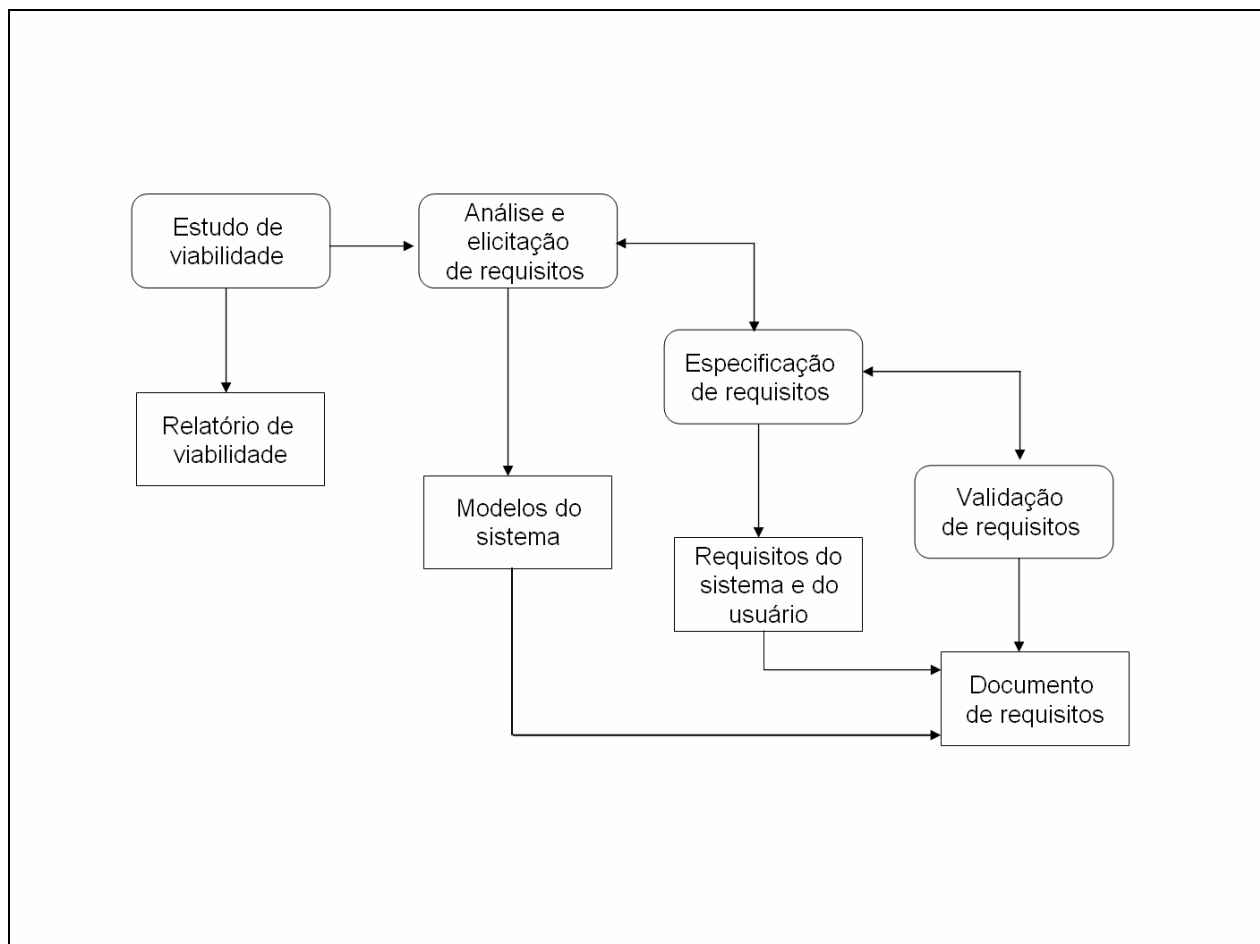 Estudo de
viabilidade
Análise e
elicitação
de requisitos
Especificação
de requisitos
Relatório de
viabilidade
Modelos do
sistema
Validação
de requisitos
Requisitos do
sistema e do
usuário
Documento
de requisitos